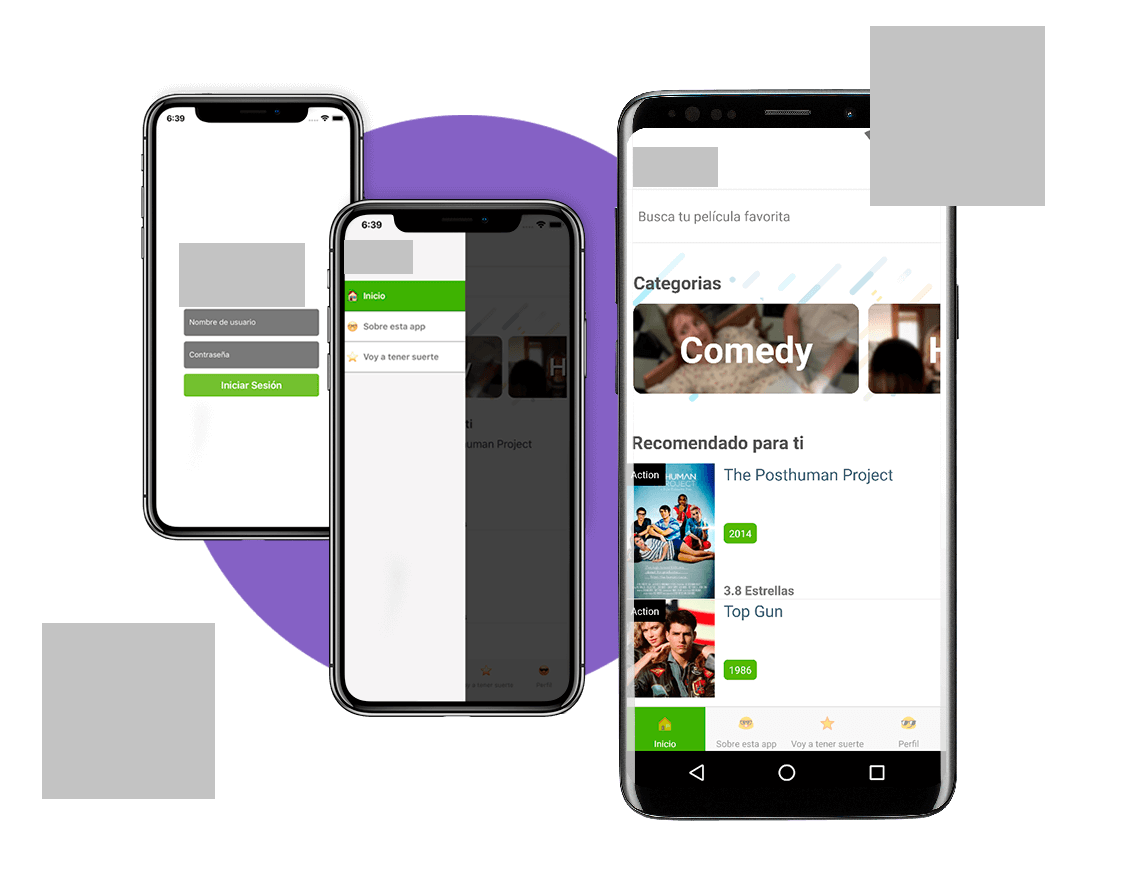 6:39
Nombre de usuario
Contraseña
Iniciar Sesión
6:39
Inicio
Sobre esta app
Voy a tener suerte
H
ti
uman Project
a tener suerte
Perfil
Busca tu película favorita
Categorias
Comedy
H
Recomendado para ti
Action
HUMAN
PROJECT
The Posthuman Project
2014
3.8 Estrellas
Action
Top Gun
1986
Inicio
Sobre esta app
Voy a tener suerte
Perfil